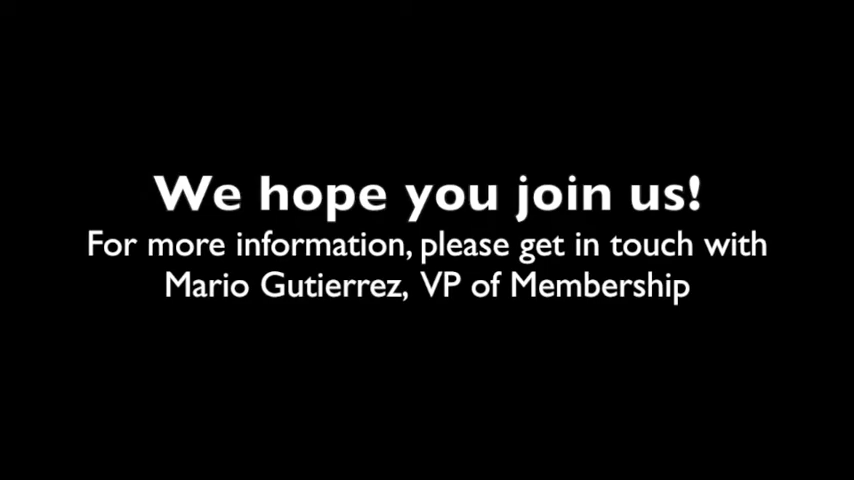 We hope you join us!
For more information, please get in touch with
Mario Gutierrez, VP of Membership